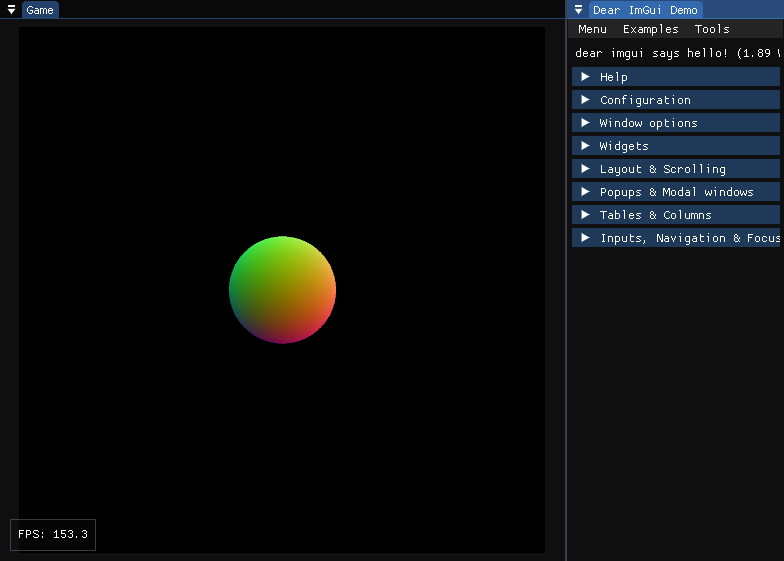 Game
Dear ImGui Demo
Menu Examples Tools
dear imgui says hello! (1.89
Help
Configuration
Window options
Widgets
Layout & Scrolling
Popups & Modal windows
Tables & Columns
Inputs, Navigation & Focus
FPS: 153.3